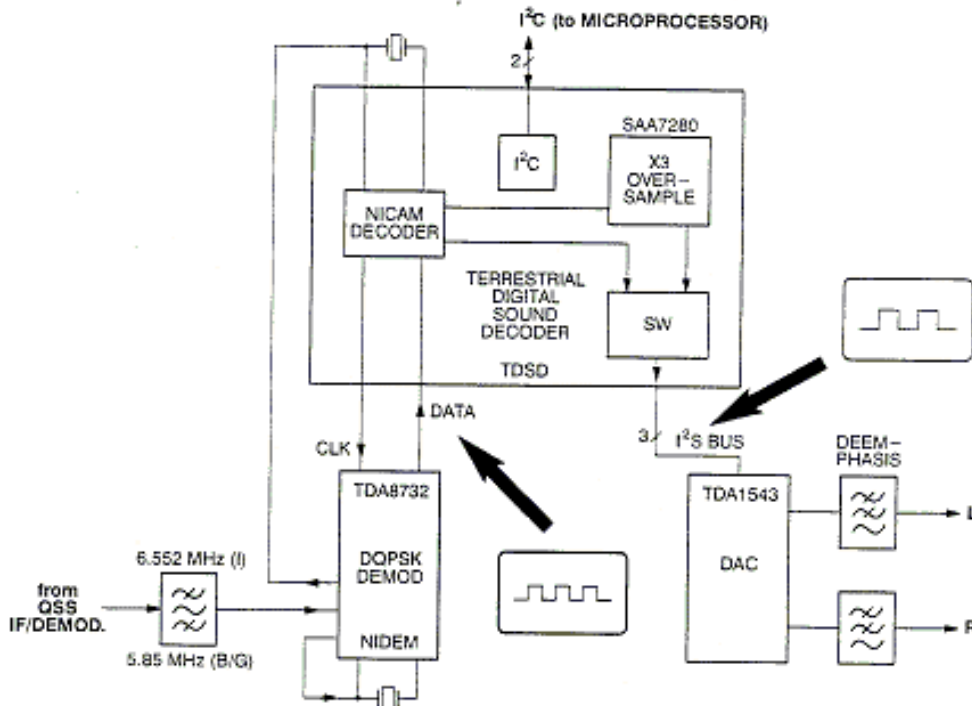 I²C (to MICROPROCESSOR)
2
SAA7280
I²C
X3
OVER-
SAMPLE
NICAM
DECODER
TERRESTRIAL
DIGITAL
SOUND
DECODER
SW
TDSD
DATA
3
I²S BUS
CLK
DEEM-
PHASIS
TDA8732
TDA1543
L
6.552 MHz (I)
DQPSK
DEMOD
DAC
from
QSS
IF/DEMOD.
NIDEM
5.85 MHz (B/G)